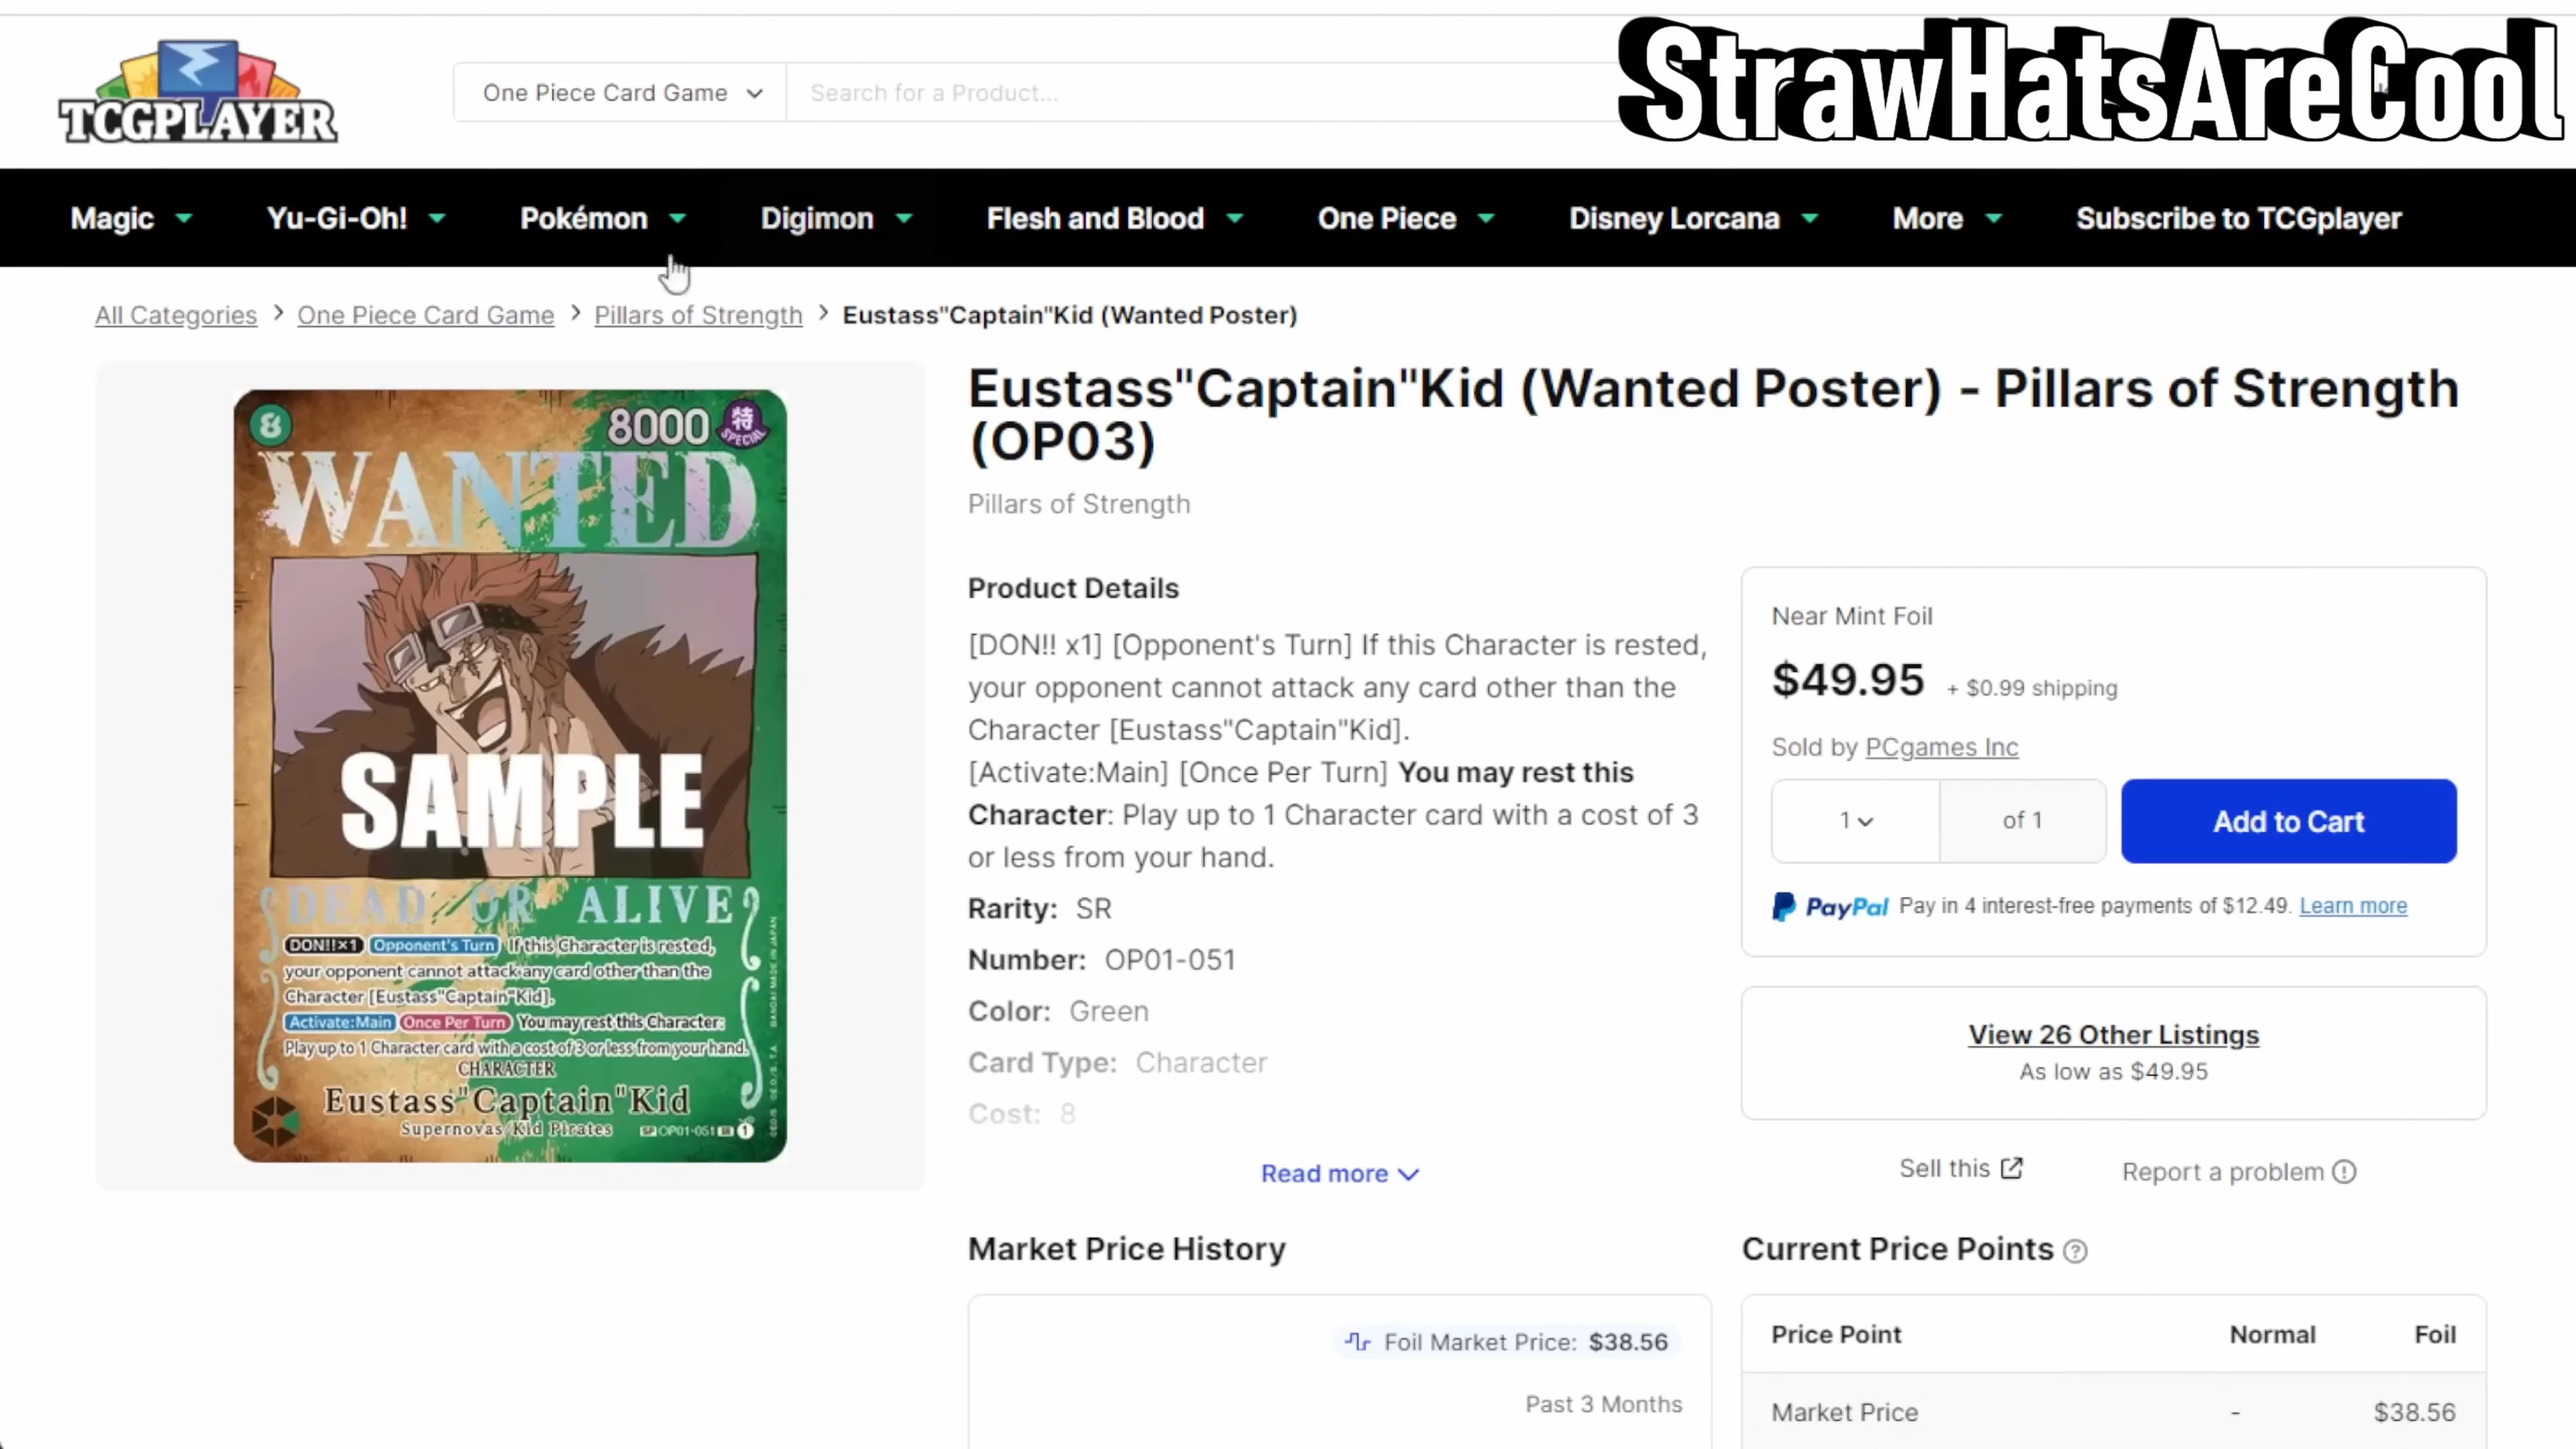 StrawHatsAreCool
TCGPLAYER
One Piece Card Game
Search for a Product...
Magic
Yu-Gi-Oh!
Pokémon
Digimon
Flesh and Blood
One Piece
Disney Lorcana
More
Subscribe to TCGplayer
All Categories > One Piece Card Game > Pillars of Strength > Eustass"Captain"Kid (Wanted Poster)
8
8000
特
SPECIAL
WANTED
SAMPLE
DEAD OR ALIVE
DON!!×1 Opponent's Turn If this Character is rested,
your opponent cannot attack any card other than the
Character [Eustass"Captain"Kid].
Activate:Main Once Per Turn You may rest this Character:
Play up to 1 Character card with a cost of 3 or less from your hand.
CHARACTER
Eustass"Captain"Kid
Supernovas/Kid Pirates
SP OP01-051 SR 1
BANDAI MADE IN JAPAN
Eustass"Captain"Kid (Wanted Poster) - Pillars of Strength
(OP03)
Pillars of Strength
Product Details
[DON!! x1] [Opponent's Turn] If this Character is rested,
your opponent cannot attack any card other than the
Character [Eustass"Captain"Kid].
[Activate:Main] [Once Per Turn] You may rest this
Character: Play up to 1 Character card with a cost of 3
or less from your hand.
Rarity: SR
Number: OP01-051
Color: Green
Card Type: Character
Cost: 8
Read more
Near Mint Foil
$49.95 + $0.99 shipping
Sold by PCgames Inc
1
of 1
Add to Cart
PayPal Pay in 4 interest-free payments of $12.49. Learn more
View 26 Other Listings
As low as $49.95
Sell this
Report a problem
Market Price History
Foil Market Price: $38.56
Past 3 Months
Current Price Points
Price Point Normal Foil
Market Price - $38.56